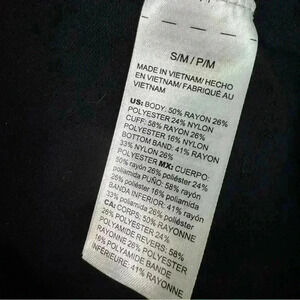 S/M / P/M
MADE IN VIETNAM/ HECHO
EN VIETNAM/ FABRIQUÉ AU
VIETNAM
US: BODY: 50% RAYON 26%
POLYESTER 24% NYLON
CUFF: 58% RAYON 26%
POLYESTER 16% NYLON
BOTTOM BAND: 41% RAYON
33% NYLON 26%
POLYESTER MX: CUERPO:
50% rayón 26% poliéster 24%
poliamida PUÑO: 58% rayón
26% poliéster 16% poliamida
BANDA INFERIOR: 41% rayón
33% poliamida 26% poliéster
CA: CORPS: 50% RAYONNE
26% POLYESTER 24%
POLYAMIDE REVERS: 58%
RAYONNE 26% POLYESTER
16% POLYAMIDE BANDE
INFÉRIEURE: 41% RAYONNE